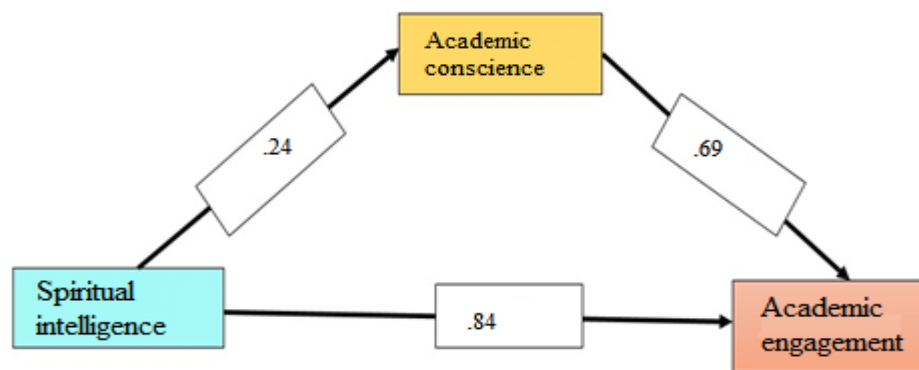 Academic
conscience
.24
.69
Spiritual
intelligence
.84
Academic
engagement